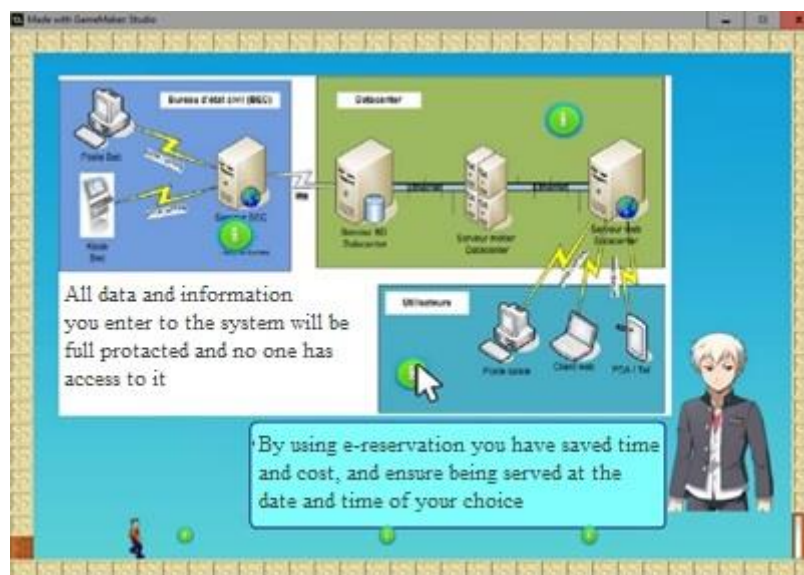 Made with GameMaker Studio
Bureau d'état civil (BEC)
Datacenter
Poste Bec
Serveur BEC
Kiosk
Bec
Serveur BD
Datacenter
Serveur métier
Datacenter
Serveur web
Datacenter
All data and information
you enter to the system will be
full protacted and no one has
access to it
Utilisateurs
Client web
PDA / Tel
By using e-reservation you have saved time
and cost, and ensure being served at the
date and time of your choice